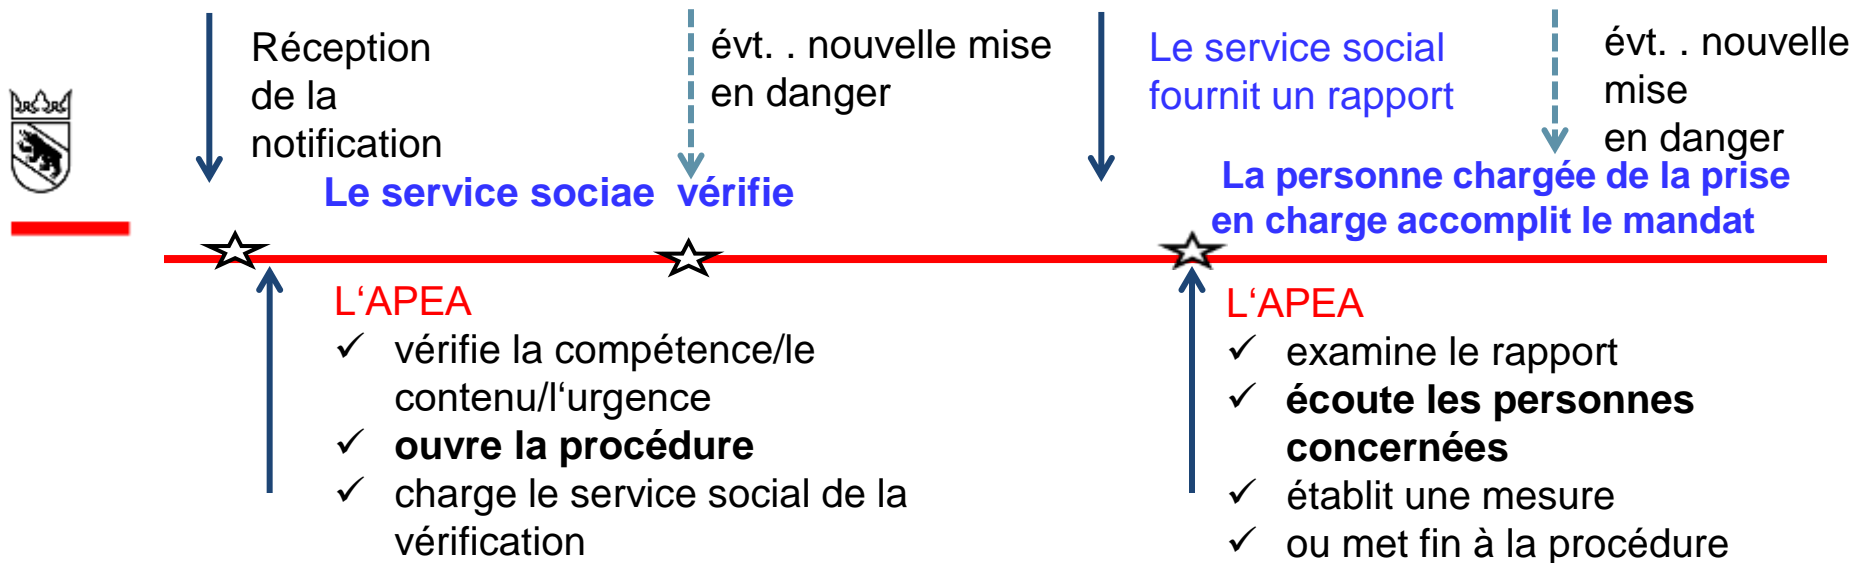 Réception
de la
notification
évt. . nouvelle mise
en danger
Le service social
fournit un rapport
évt. . nouvelle
mise
en danger
Le service sociae  vérifie
La personne chargée de la prise
en charge accomplit le mandat
L‘APEA
✓ vérifie la compétence/le
contenu/l‘urgence
✓ ouvre la procédure
✓ charge le service social de la
vérification
L‘APEA
✓ examine le rapport
✓ écoute les personnes
concernées
✓ établit une mesure
✓ ou met fin à la procédure